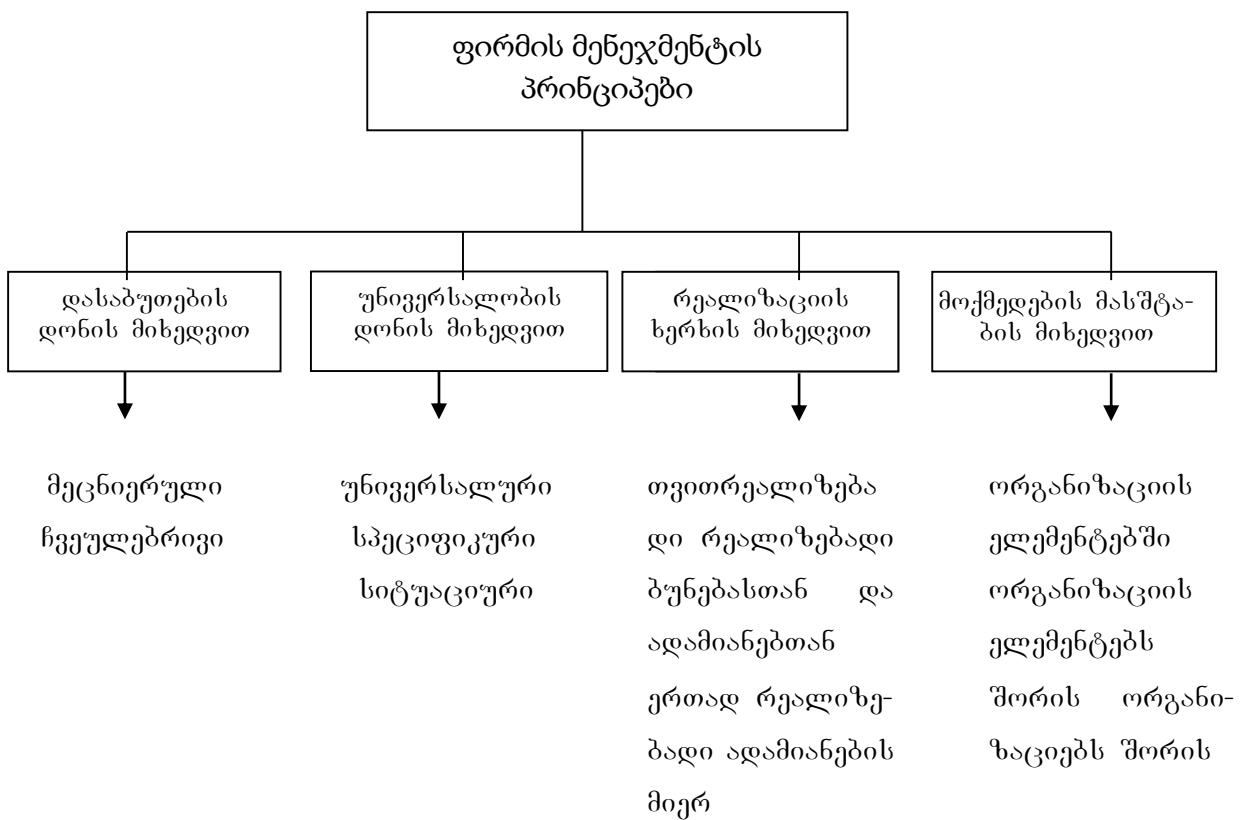 ფირმის მენეჯმენტის
პრინციპები
დასაბუთების
დონის მიხედვით
უნივერსალობის
დონის მიხედვით
რეალიზაციის
ხერხის მიხედვით
მოქმედების მასშტა-
ბის მიხედვით
მეცნიერული
ჩვეულებრივი
უნივერსალური
სპეციფიკური
სიტუაციური
თვითრეალიზება
დი რეალიზებადი
ბუნებასთან და
ადამიანებთან
ერთად რეალიზე-
ბადი ადამიანების
მიერ
ორგანიზაციის
ელემენტებში
ორგანიზაციის
ელემენტებს
შორის ორგანი-
ზაციებს შორის